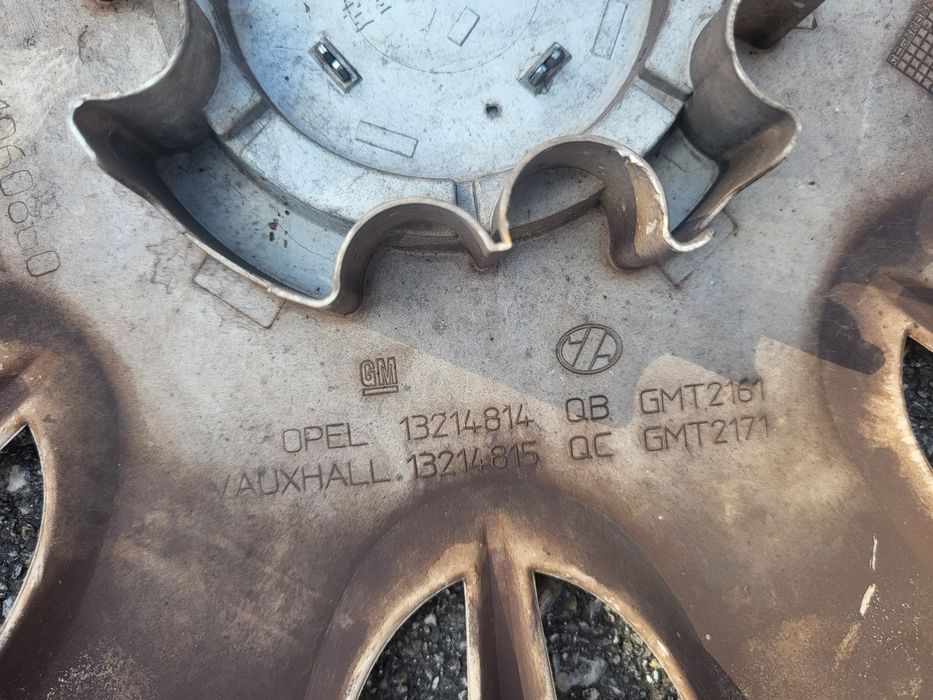 GM
OPEL 13214814 QB GMT2161
VAUXHALL 13214815 QC GMT2171